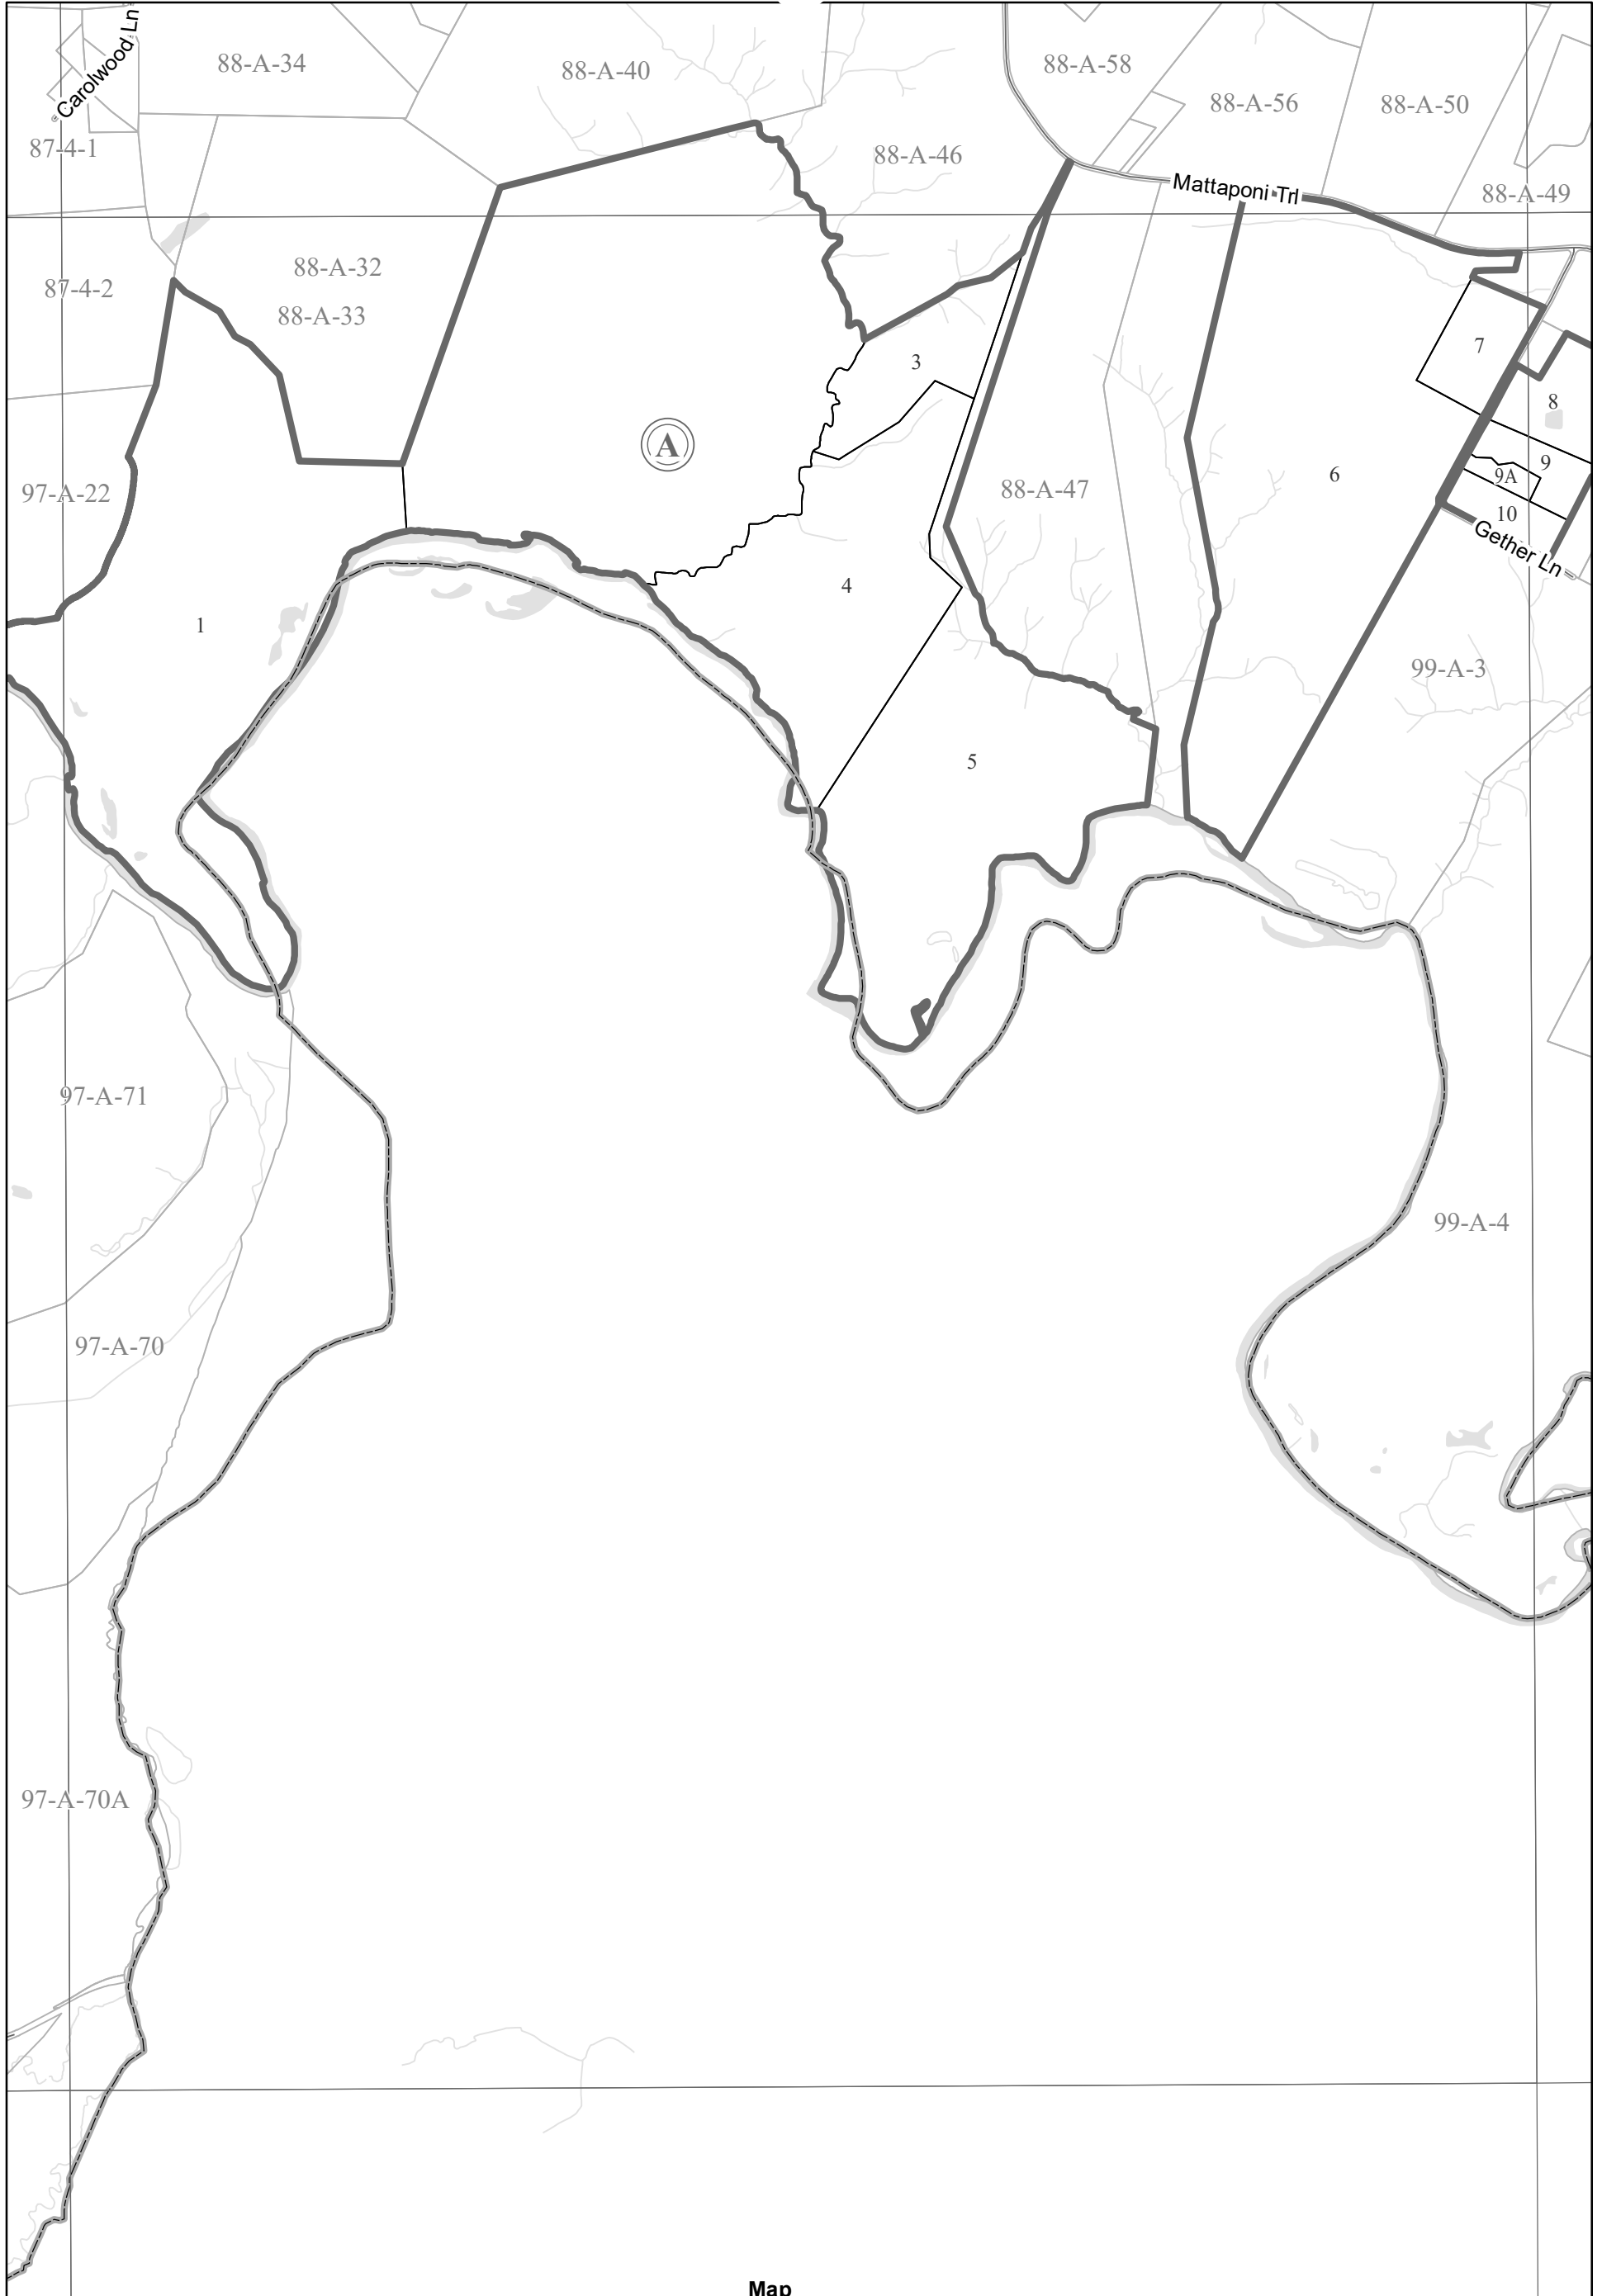 Carolwood Ln
88-A-34
88-A-40
88-A-58
88-A-56
88-A-50
87-4-1
88-A-46
Mattaponi Trl
88-A-49
88-A-32
87-4-2
88-A-33
7
3
8
A
9
6
9A
97-A-22
88-A-47
10
Gether Ln
4
1
99-A-3
5
97-A-71
99-A-4
97-A-70
97-A-70A
Map